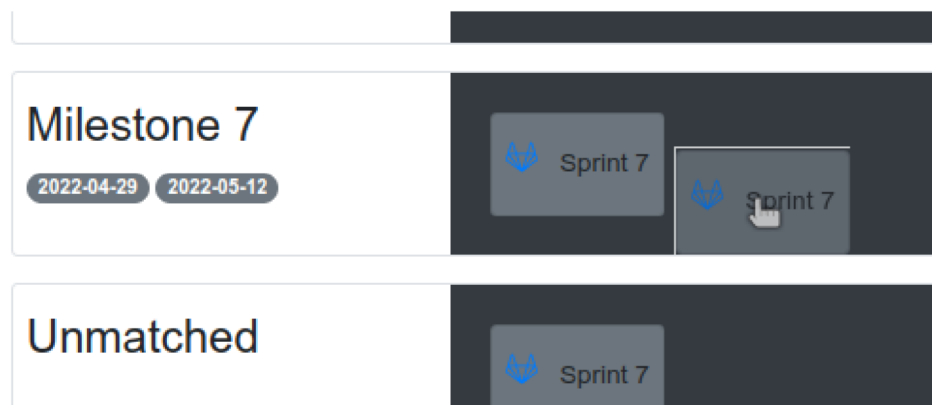 Milestone 7
2022-04-29 2022-05-12
Sprint 7
Sprint 7
Unmatched
Sprint 7